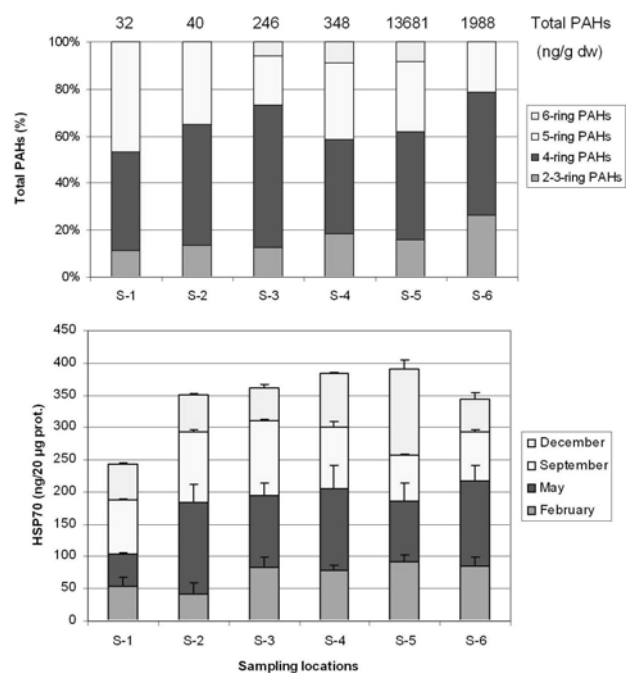 32 40 246 348 13681 1988 Total PAHs
(ng/g dw)
100%
80%
60%
40%
20%
0%
Total PAHs (%)
6-ring PAHs
5-ring PAHs
4-ring PAHs
2-3-ring PAHs
S-1 S-2 S-3 S-4 S-5 S-6
450
400
350
300
250
200
150
100
50
0
HSP70 (ng/20 µg prot.)
December
September
May
February
S-1 S-2 S-3 S-4 S-5 S-6
Sampling locations